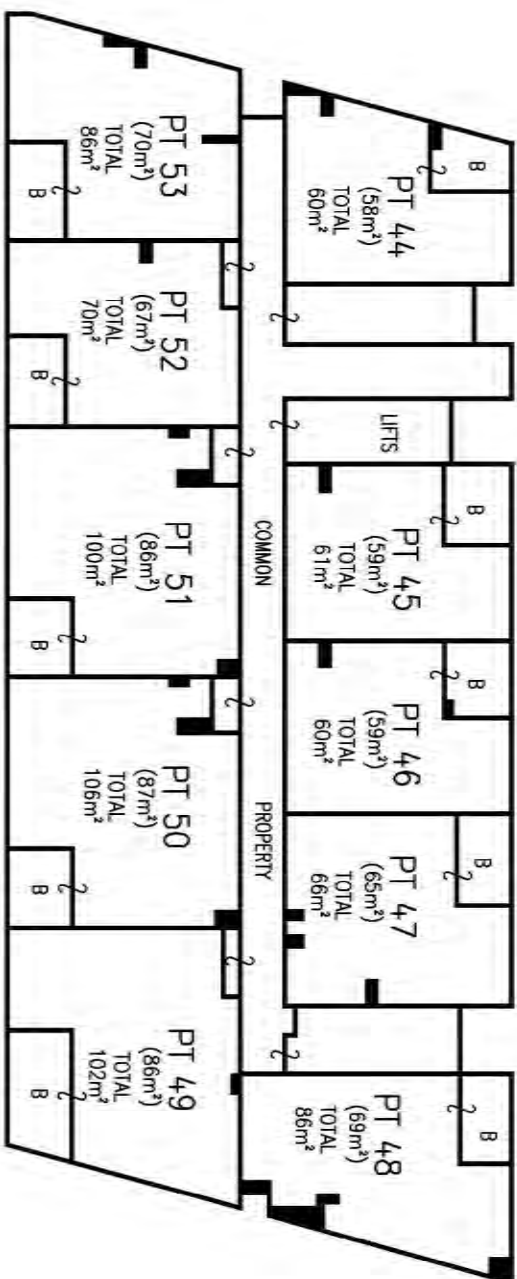 B
PT 44
(58m²)
TOTAL
60m²
LIFTS
B
PT 45
(59m²)
TOTAL
61m²
B
PT 46
(59m²)
TOTAL
60m²
B
PT 47
(65m²)
TOTAL
66m²
B
PT 48
(69m²)
TOTAL
86m²
COMMON
PROPERTY
PT 53
(70m²)
TOTAL
86m²
B
PT 52
(67m²)
TOTAL
70m²
B
PT 51
(86m²)
TOTAL
100m²
B
PT 50
(87m²)
TOTAL
106m²
B
PT 49
(86m²)
TOTAL
102m²
B